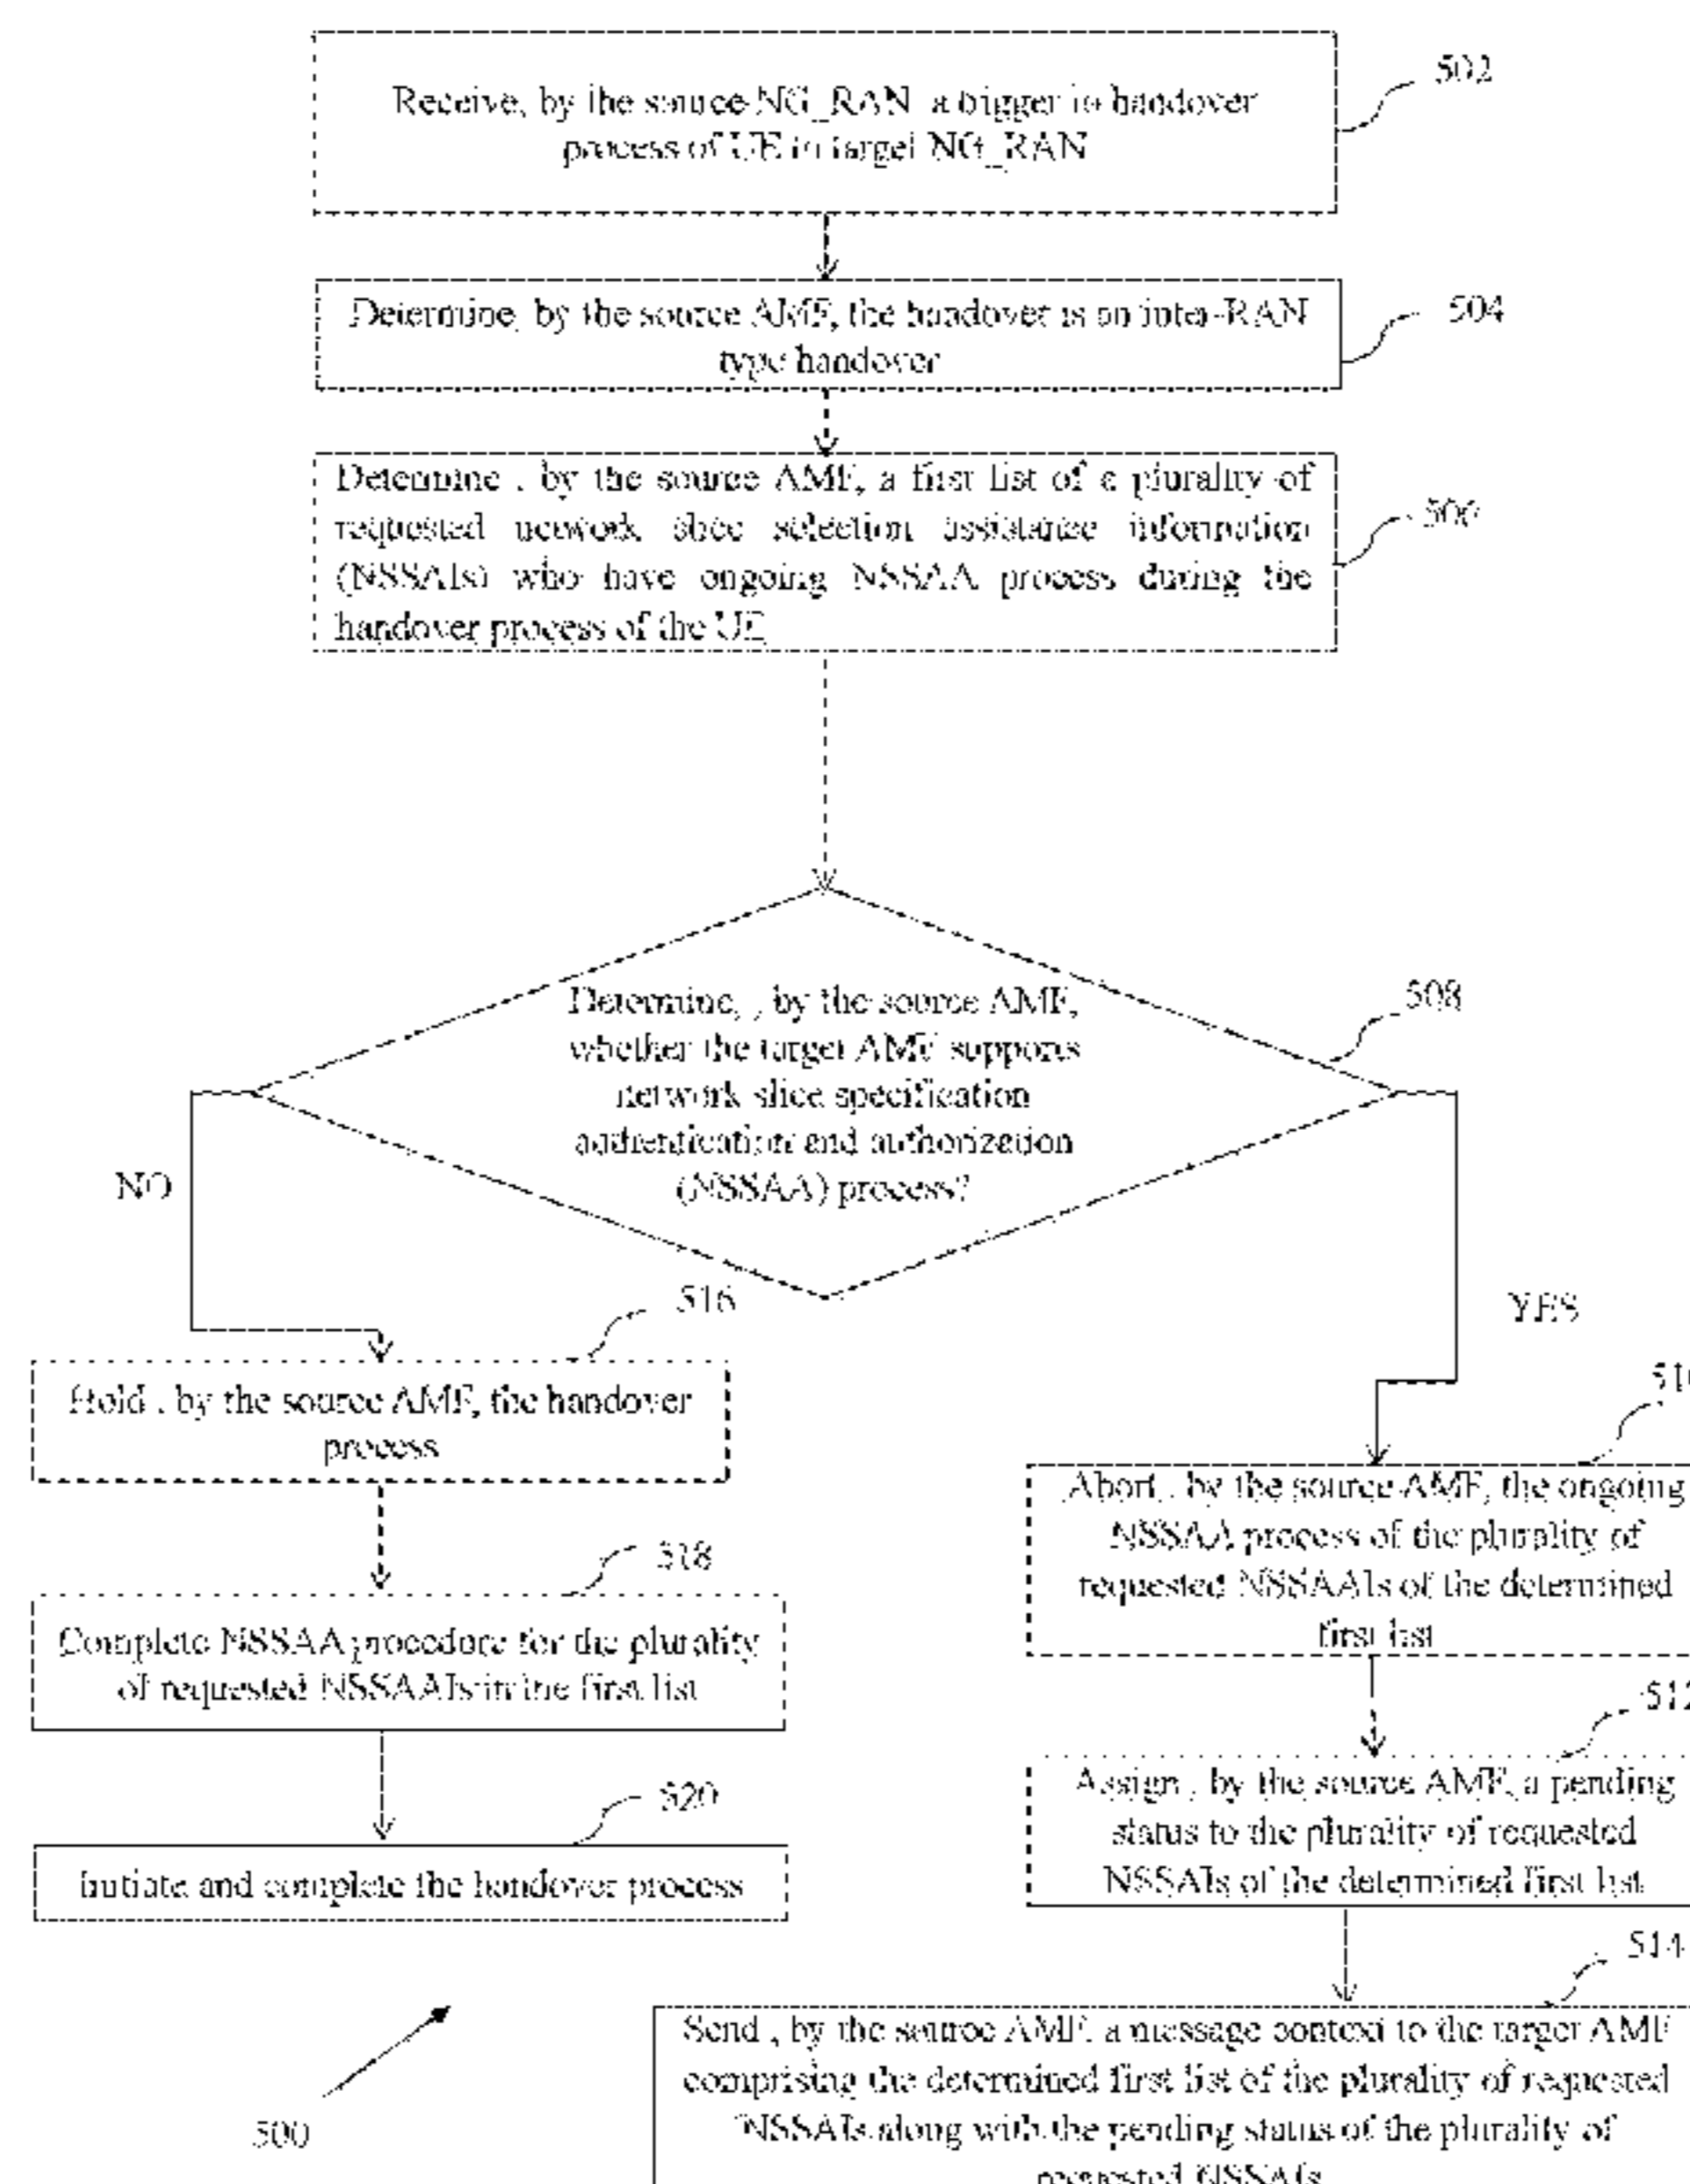 502
Receive, by the source NG_RAN a trigger to handover
process of UE to target NG_RAN
504
Determine, by the source AMF, the handover is an inter-RAN
type handover
506
Determine , by the source AMF, a first list of a plurality of
requested network slice selection assistance information
(NSSAIs) who have ongoing NSSAA process during the
handover process of the UE
508
Determine, , by the source AMF,
whether the target AMF supports
network slice specification
authentication and authorization
(NSSAA) process?
NO
YES
516
Hold , by the source AMF, the handover
process
518
Complete NSSAA procedure for the plurality
of requested NSSAAIs in the first list
520
Initiate and complete the handover process
510
Abort , by the source AMF, the ongoing
NSSAA process of the plurality of
requested NSSAAIs of the determined
first list
512
Assign , by the source AMF, a pending
status to the plurality of requested
NSSAIs of the determined first list
514
Send , by the source AMF, a message context to the target AMF
comprising the determined first list of the plurality of requested
NSSAIs along with the pending status of the plurality of
requested NSSAIs
500